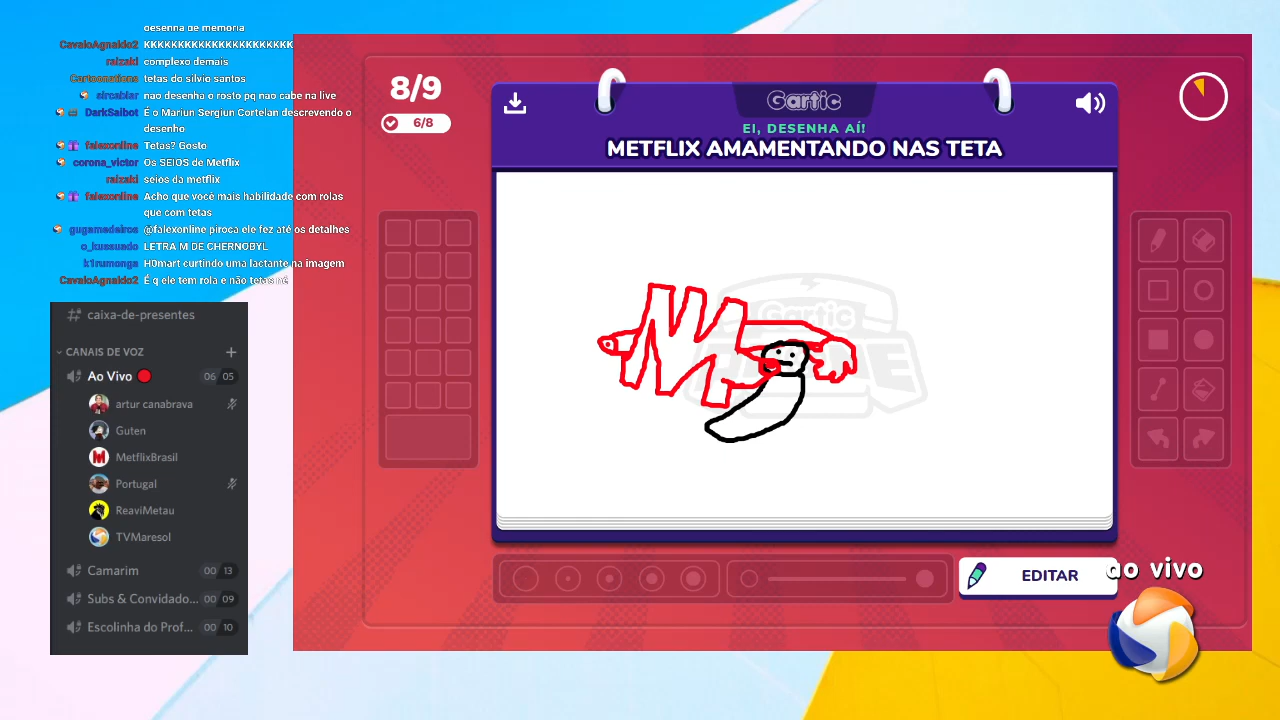 desenha de memoria
CavaloAgnaldo2 KKKKKKKKKKKKKKKKKKKKKK
raizaki complexo demais
Cartoonations tetas do silvio santos
sircablar nao desenha o rosto pq nao cabe na live
DarkSaibot É o Mariun Sergiun Cortelan descrevendo o
desenho
falexonline Tetas? Gosto
corona_victor Os SEIOS de Metflix
raizaki seios da metflix
falexonline Acho que você mais habilidade com rolas
que com tetas
gugamedeiros @falexonline piroca ele fez até os detalhes
o_kussuado LETRA M DE CHERNOBYL
k1rumonga H0mart curtindo uma lactante na imagem
CavaloAgnaldo2 É q ele tem rola e não tetas né
caixa-de-presentes
CANAIS DE VOZ
Ao Vivo 06 05
artur canabrava
Guten
MetflixBrasil
Portugal
ReaviMetau
TVMaresol
Camarim 00 13
Subs & Convidado... 00 09
Escolinha do Prof... 00 10
8/9
6/8
Gartic
EI, DESENHA AÍ!
METFLIX AMAMENTANDO NAS TETA
Gartic
EDITAR
ao vivo